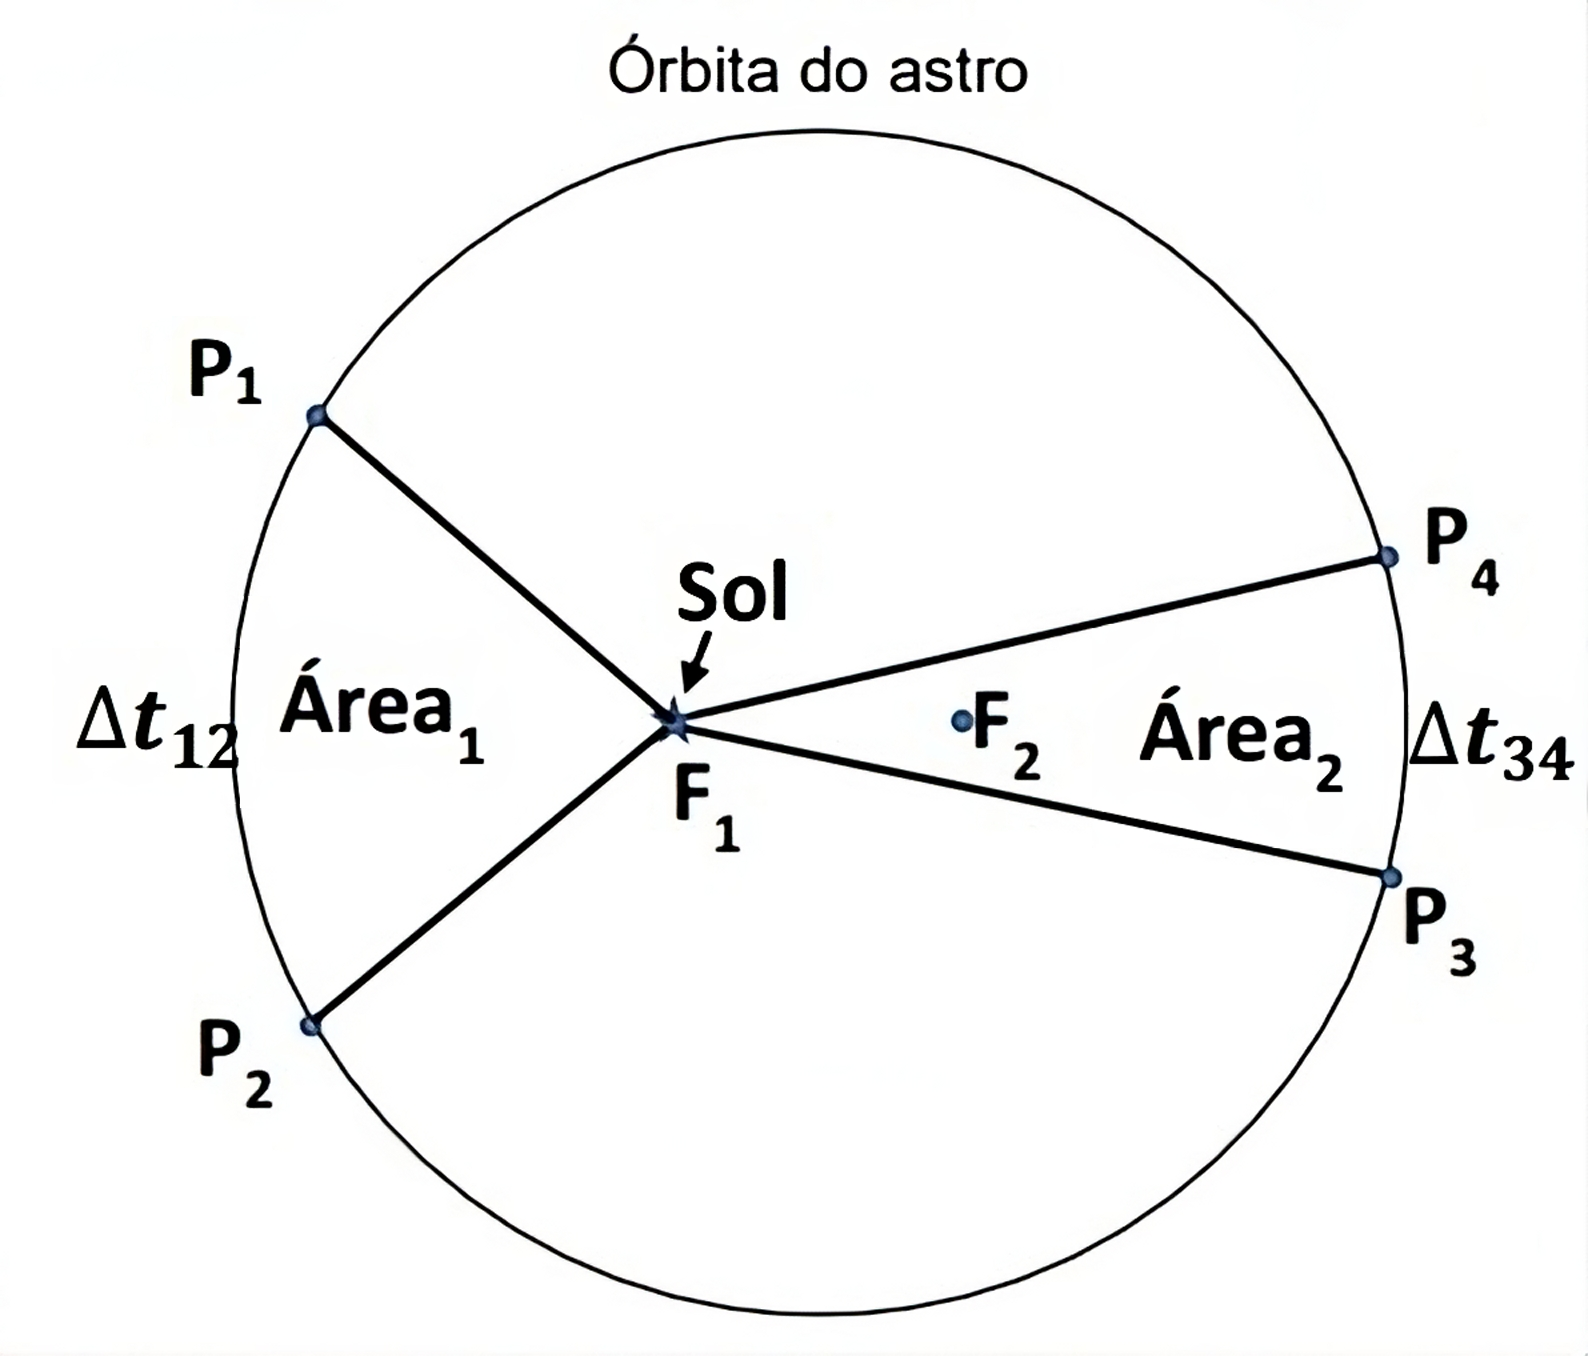 Órbita do astro
P₁
P₄
Sol
Δt₁₂
Área₁
F₂
Área₂
Δt₃₄
F₁
P₃
P₂